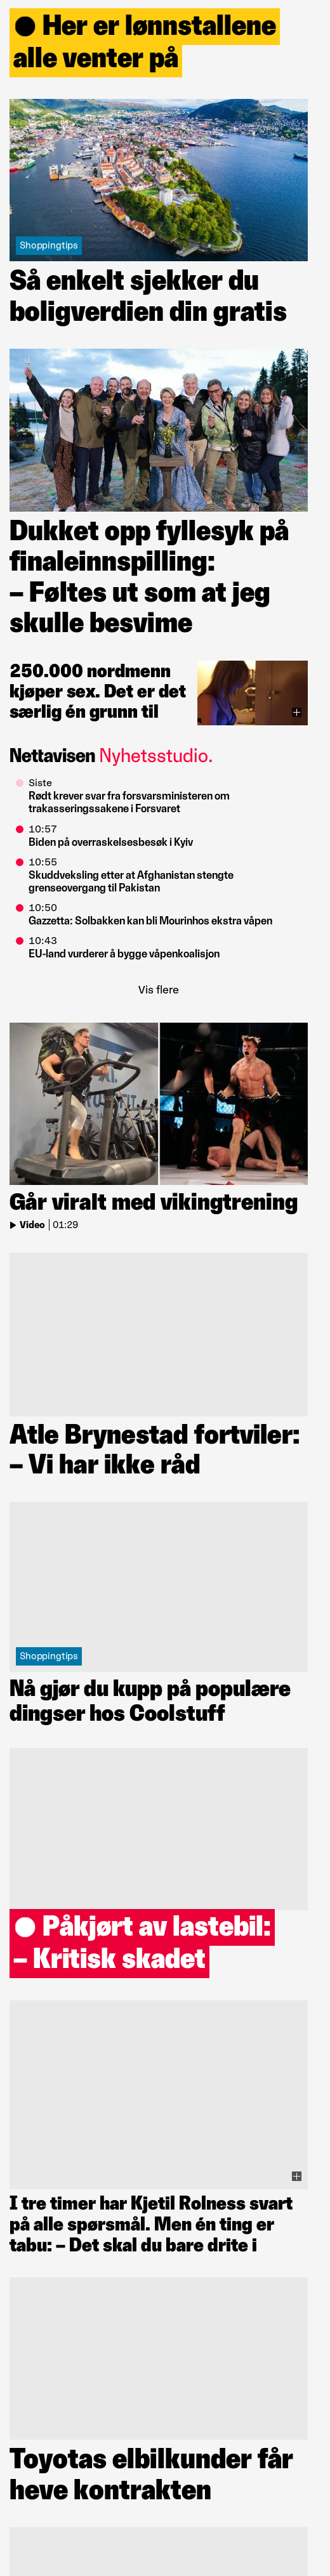 ● Her er lønnstallene
alle venter på
Shoppingtips
Så enkelt sjekker du
boligverdien din gratis
Dukket opp fyllesyk på
finaleinnspilling:
– Føltes ut som at jeg
skulle besvime
250.000 nordmenn
kjøper sex. Det er det
særlig én grunn til
Nettavisen Nyhetsstudio.
Siste
Rødt krever svar fra forsvarsministeren om
trakasseringssakene i Forsvaret
10:57
Biden på overraskelsesbesøk i Kyiv
10:55
Skuddveksling etter at Afghanistan stengte
grenseovergang til Pakistan
10:50
Gazzetta: Solbakken kan bli Mourinhos ekstra våpen
10:43
EU-land vurderer å bygge våpenkoalisjon
Vis flere
Går viralt med vikingtrening
Video | 01:29
Atle Brynestad fortviler:
– Vi har ikke råd
Shoppingtips
Nå gjør du kupp på populære
dingser hos Coolstuff
● Påkjørt av lastebil:
– Kritisk skadet
I tre timer har Kjetil Rolness svart
på alle spørsmål. Men én ting er
tabu: – Det skal du bare drite i
Toyotas elbilkunder får
heve kontrakten